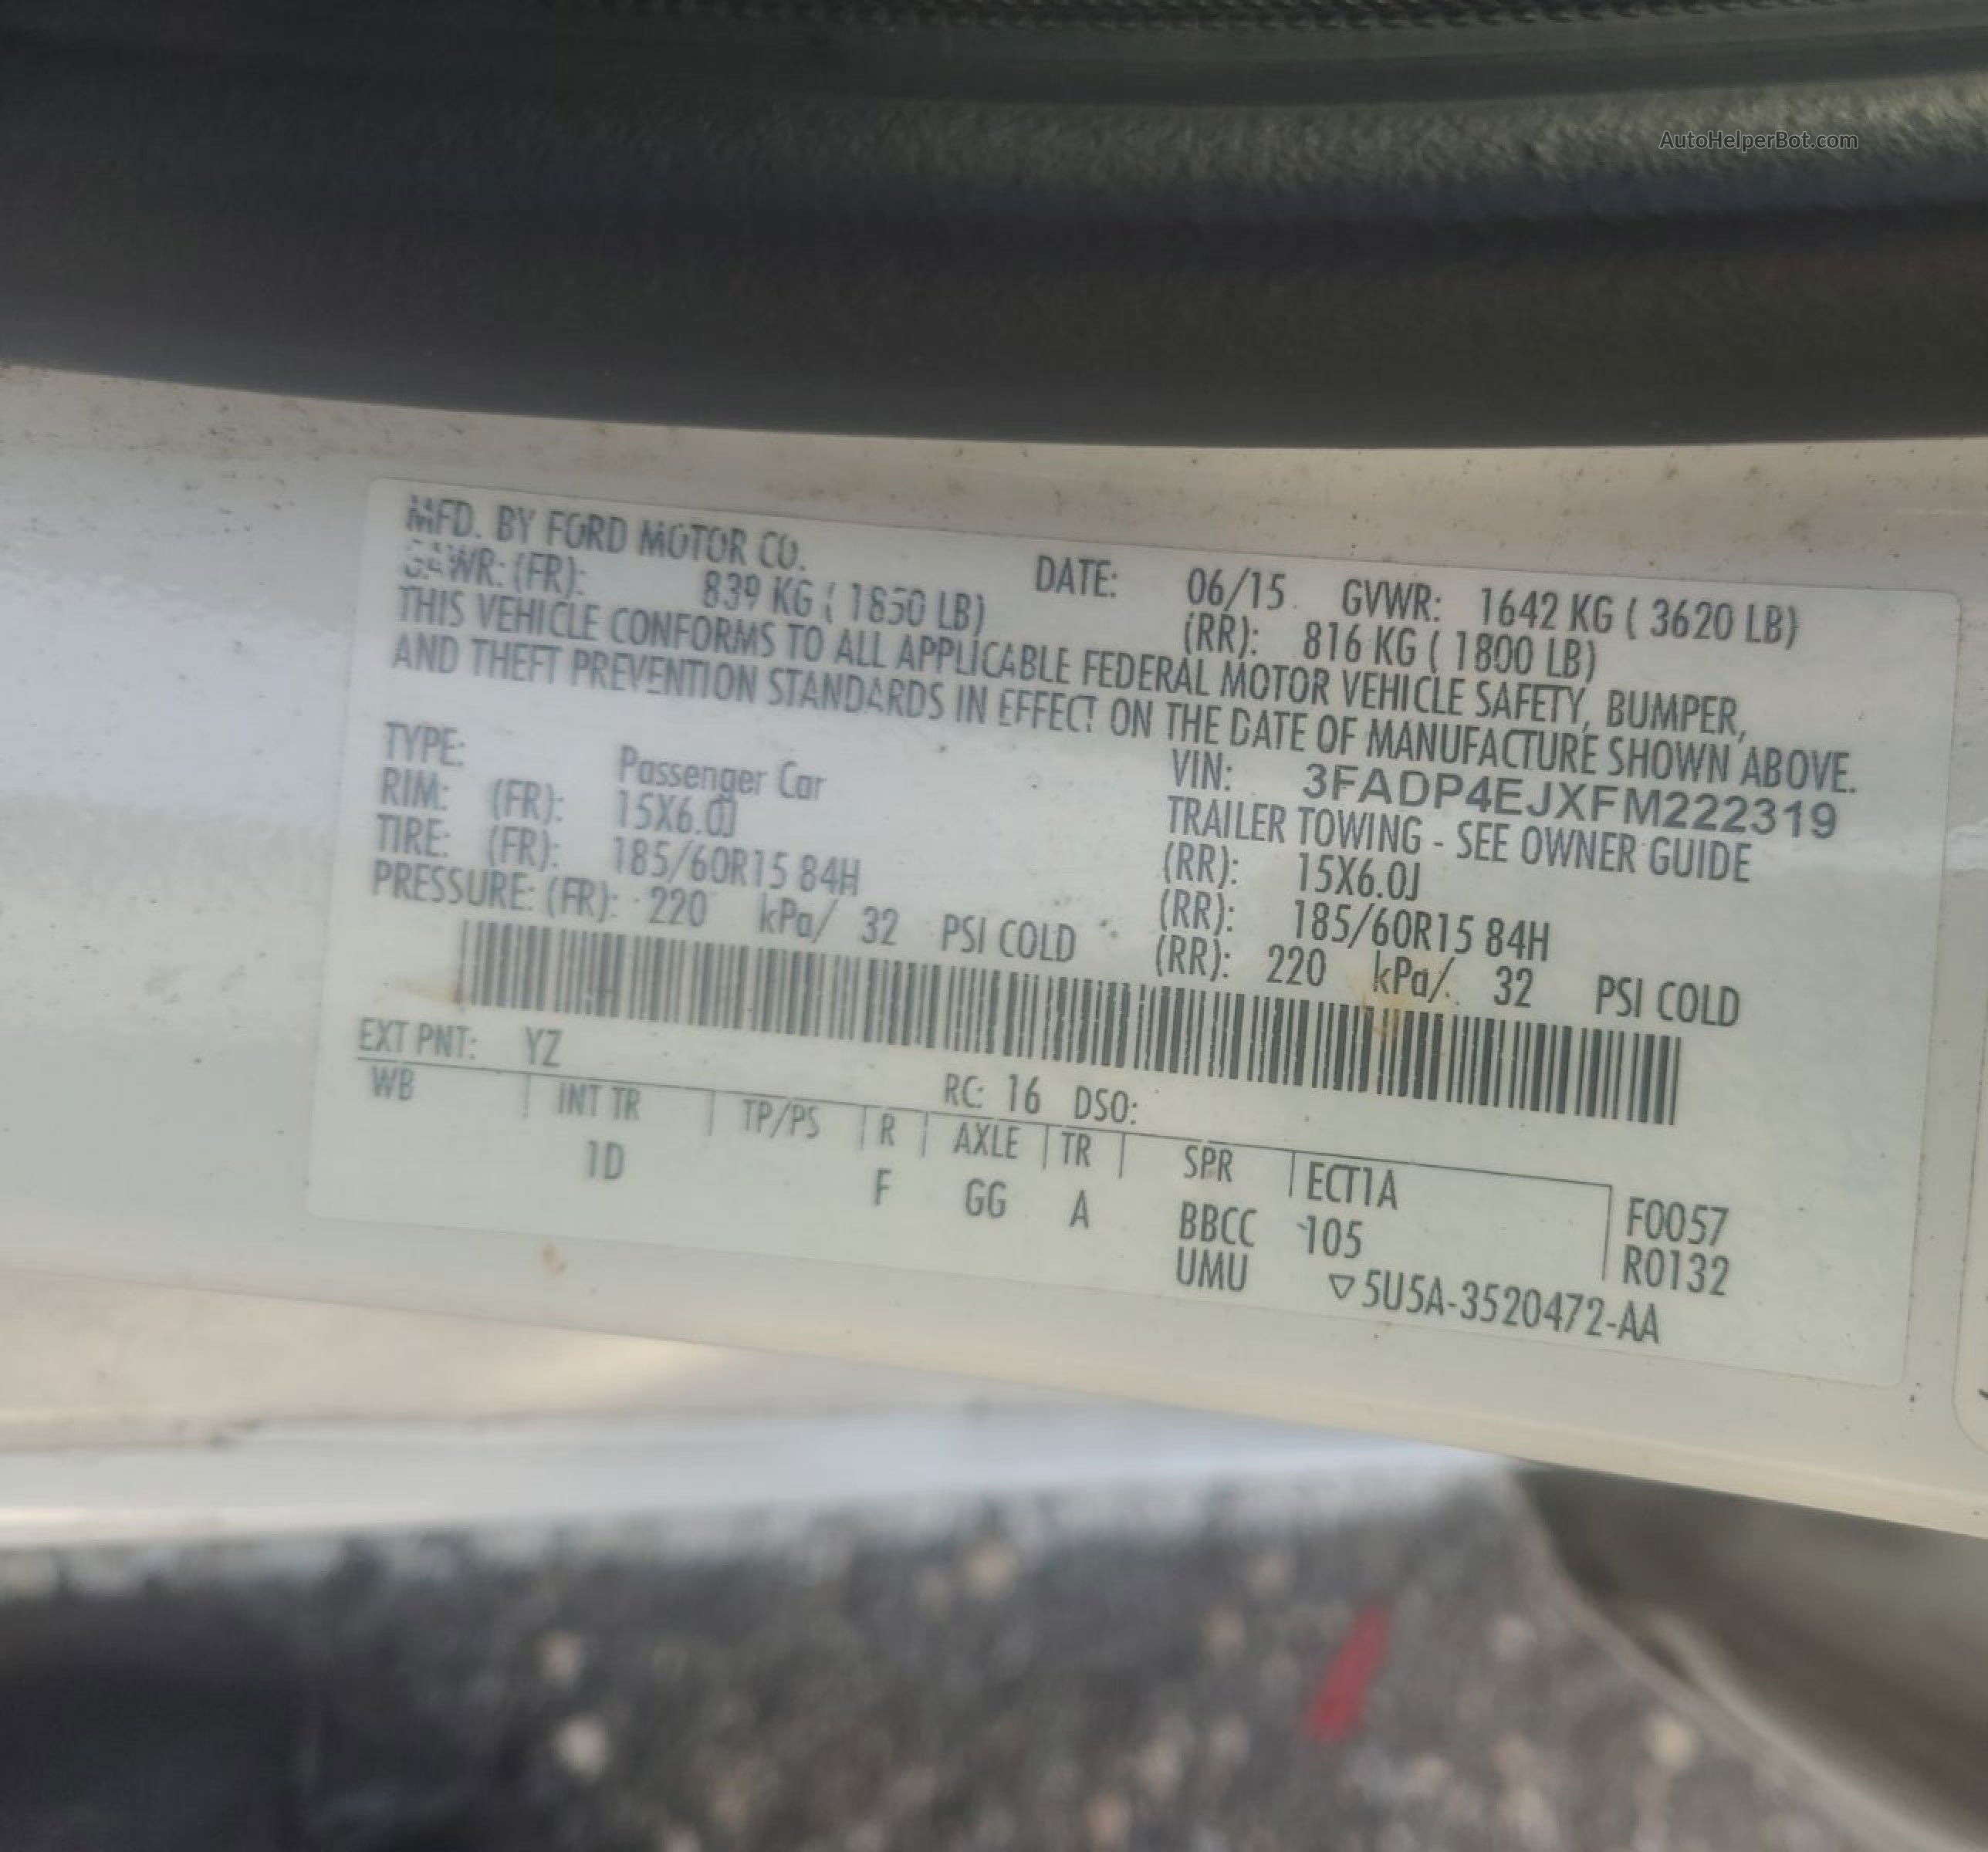 AutoHelperBot.com
MFD. BY FORD MOTOR CO. DATE: 06/15 GVWR: 1642 KG ( 3620 LB)
GAWR: (FR): 839 KG ( 1850 LB) (RR): 816 KG ( 1800 LB)
THIS VEHICLE CONFORMS TO ALL APPLICABLE FEDERAL MOTOR VEHICLE SAFETY, BUMPER,
AND THEFT PREVENTION STANDARDS IN EFFECT ON THE DATE OF MANUFACTURE SHOWN ABOVE.
VIN: 3FADP4EJXFM222319
TYPE: Passenger Car TRAILER TOWING - SEE OWNER GUIDE
RIM: (FR): 15X6.0J (RR): 15X6.0J
TIRE: (FR): 185/60R15 84H (RR): 185/60R15 84H
PRESSURE: (FR): 220 kPa/ 32 PSI COLD (RR): 220 kPa/ 32 PSI COLD
EXT PNT: YZ RC: 16 DSO:
WB INT TR TP/PS R AXLE TR SPR ECT1A F0057
1D F GG A BBCC 105 R0132
UMU ▽5U5A-3520472-AA